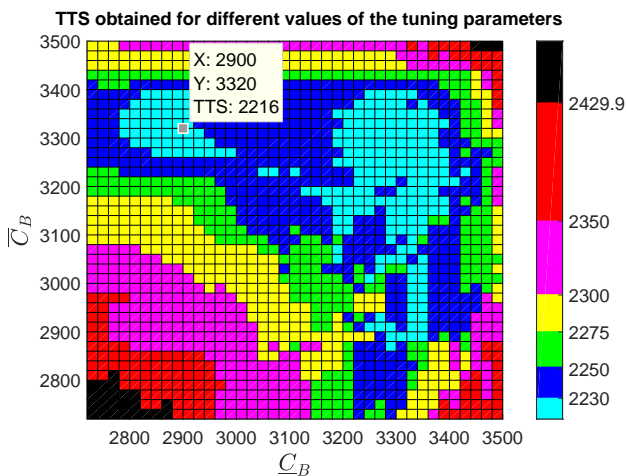 TTS obtained for different values of the tuning parameters
3500
3400
3300
3200
3100
3000
2900
2800
C̅_B
X: 2900
Y: 3320
TTS: 2216
2800 2900 3000 3100 3200 3300 3400 3500
C̲_B
2429.9
2350
2300
2275
2250
2230